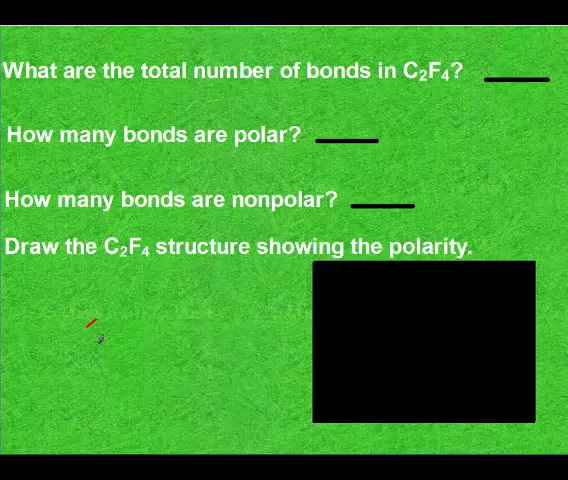 What are the total number of bonds in C₂F₄?
How many bonds are polar?
How many bonds are nonpolar?
Draw the C₂F₄ structure showing the polarity.